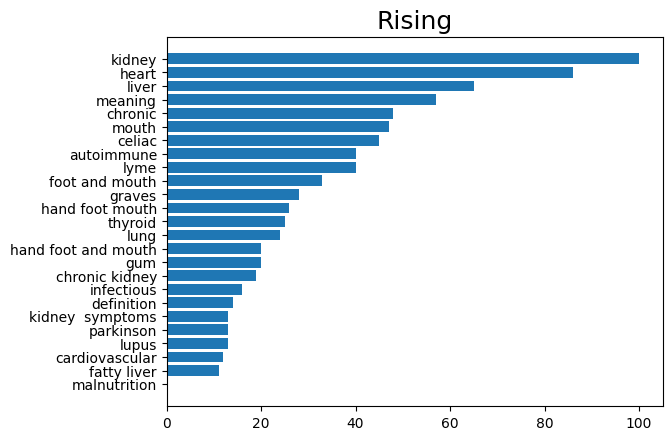 Rising
kidney
heart
liver
meaning
chronic
mouth
celiac
autoimmune
lyme
foot and mouth
graves
hand foot mouth
thyroid
lung
hand foot and mouth
gum
chronic kidney
infectious
definition
kidney  symptoms
parkinson
lupus
cardiovascular
fatty liver
malnutrition
0 20 40 60 80 100